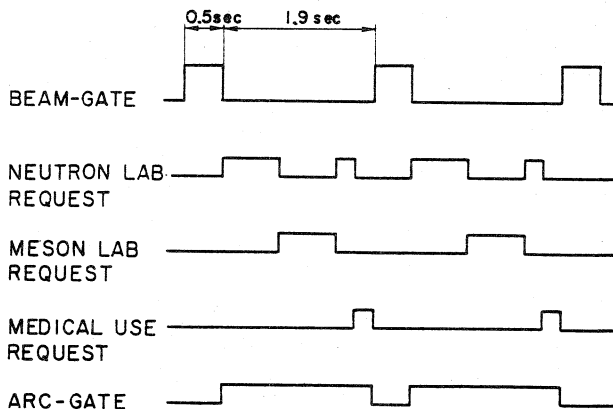 0.5sec 1.9sec
BEAM-GATE
NEUTRON LAB
REQUEST
MESON LAB
REQUEST
MEDICAL USE
REQUEST
ARC-GATE